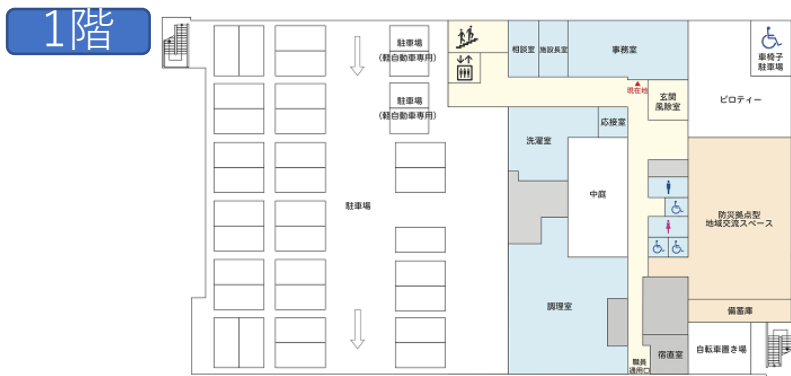 1階
相談室
施設長室
事務室
車椅子
駐車場
駐車場
(軽自動車専用)
現在地
玄関
風除室
ピロティー
駐車場
(軽自動車専用)
応接室
洗濯室
中庭
駐車場
防災拠点型
地域交流スペース
調理室
備蓄庫
宿直室
自転車置き場
職員
通用口